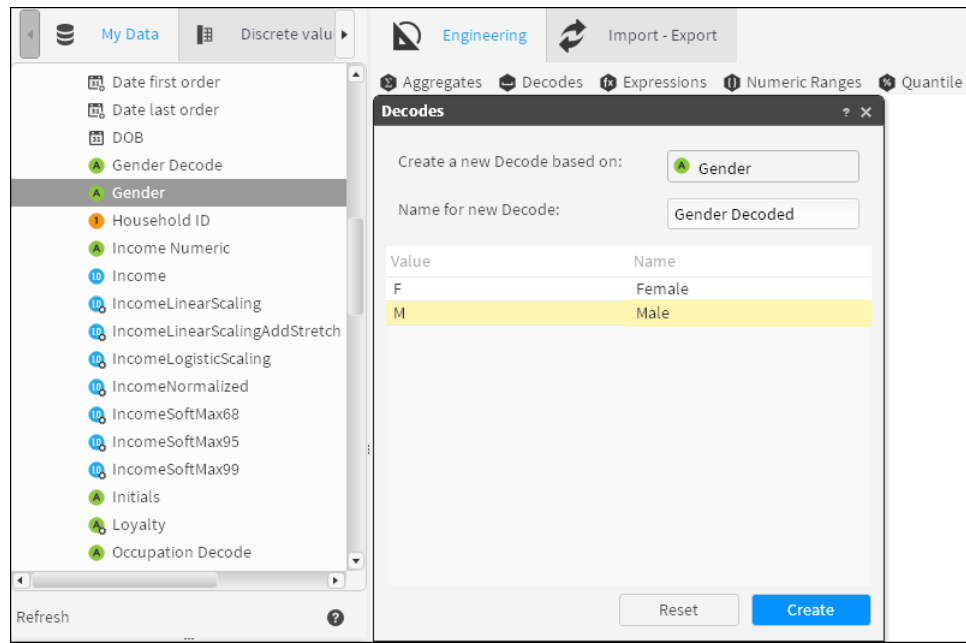 My Data
Discrete valu
Engineering
Import - Export
Date first order
Date last order
DOB
Gender Decode
Gender
Household ID
Income Numeric
Income
IncomeLinearScaling
IncomeLinearScalingAddStretch
IncomeLogisticScaling
IncomeNormalized
IncomeSoftMax68
IncomeSoftMax95
IncomeSoftMax99
Initials
Loyalty
Occupation Decode
Refresh
Aggregates Decodes Expressions Numeric Ranges Quantile
Decodes
Create a new Decode based on: Gender
Name for new Decode: Gender Decoded
Value Name
F Female
M Male
Reset Create